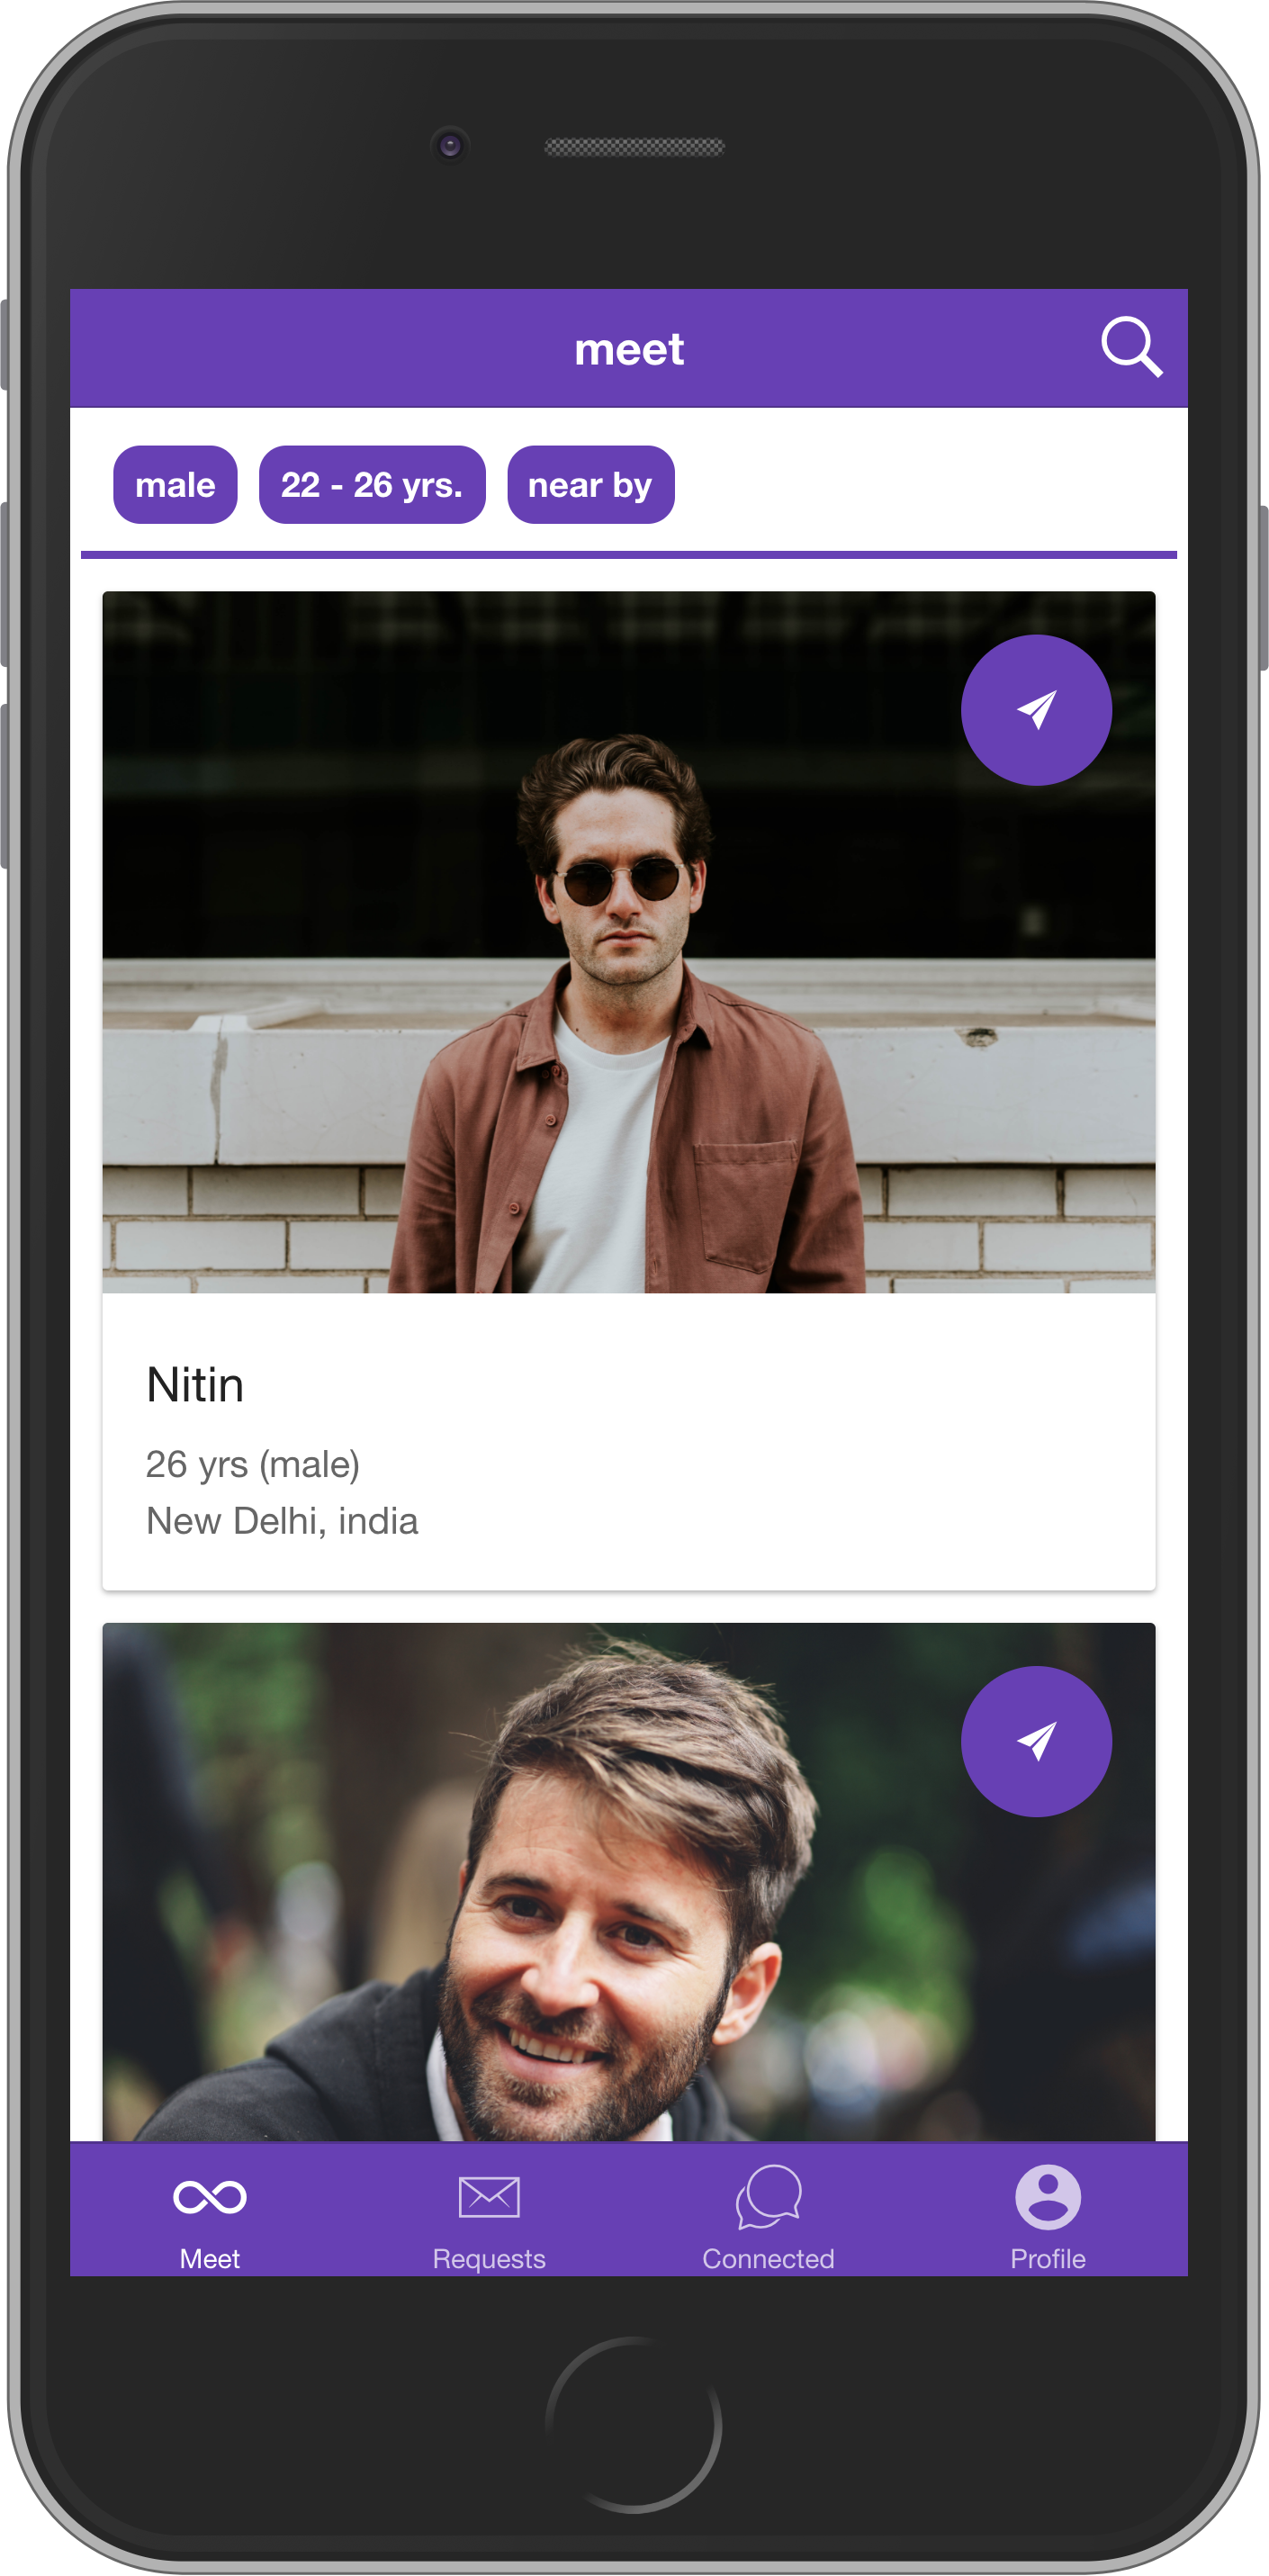 meet
male 22 - 26 yrs. near by
Nitin
26 yrs (male)
New Delhi, india
Meet Requests Connected Profile